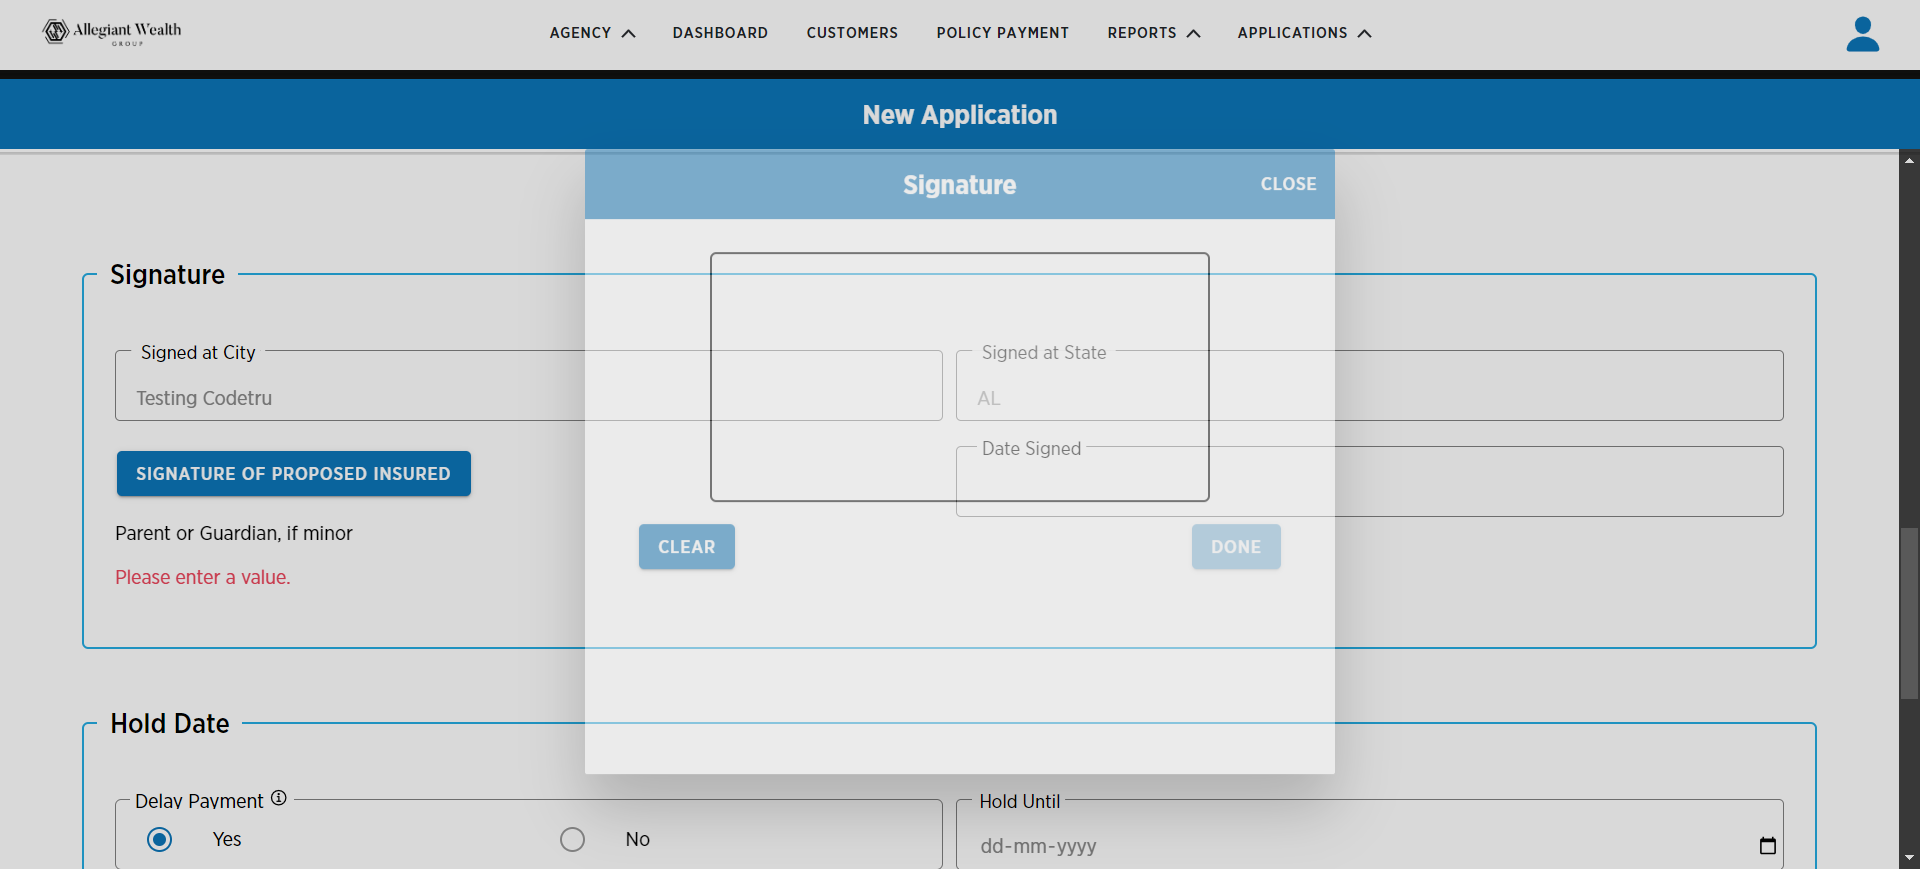 Allegiant Wealth
GROUP
AGENCY DASHBOARD CUSTOMERS POLICY PAYMENT REPORTS APPLICATIONS
New Application
Signature CLOSE
Signature
Signed at City Signed at State
Testing Codetru AL
Date Signed
SIGNATURE OF PROPOSED INSURED
Parent or Guardian, if minor
CLEAR DONE
Please enter a value.
Hold Date
Delay Payment Hold Until
Yes No dd-mm-yyyy